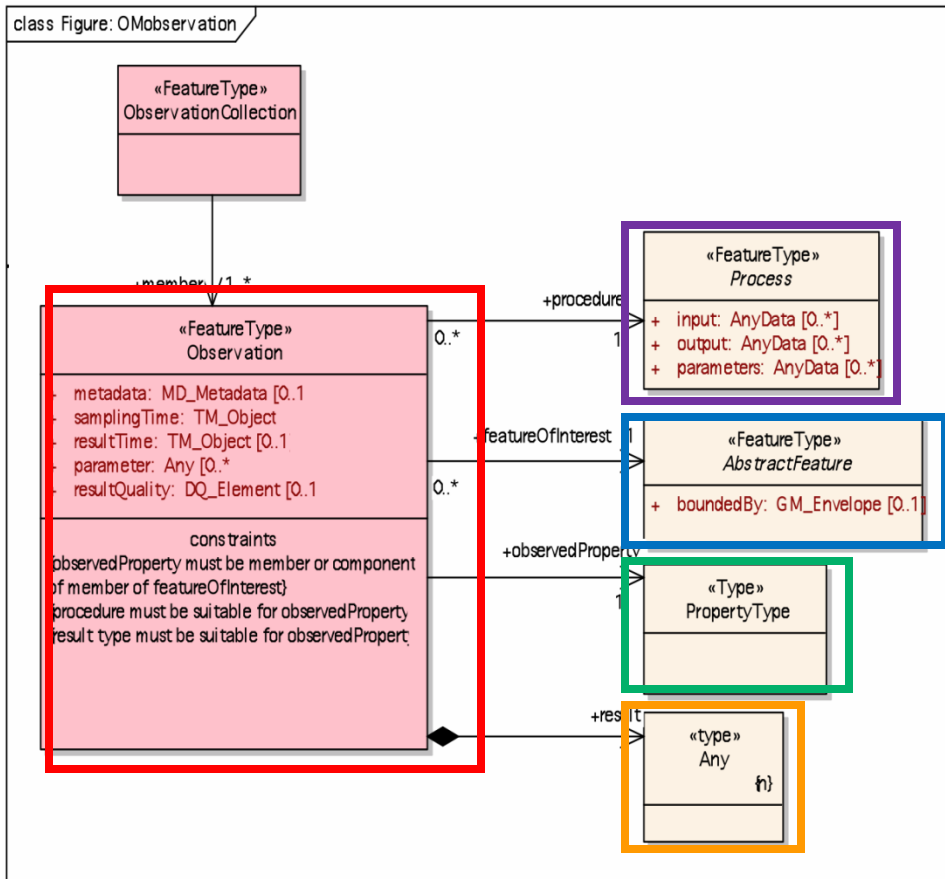 class Figure: OMobservation
«FeatureType»
ObservationCollection
+member
1..*
«FeatureType»
Observation
metadata: MD_Metadata [0..1
samplingTime: TM_Object
resultTime: TM_Object [0..1
parameter: Any [0..*
resultQuality: DQ_Element [0..1
constraints
{observedProperty must be member or component
of member of featureOfInterest}
{procedure must be suitable for observedProperty
{result type must be suitable for observedProperty
+procedure
0..*
1
«FeatureType»
Process
+ input: AnyData [0..*]
+ output: AnyData [0..*]
+ parameters: AnyData [0..*]
+featureOfInterest
1
0..*
«FeatureType»
AbstractFeature
+ boundedBy: GM_Envelope [0..1]
+observedProperty
1
«Type»
PropertyType
+result
«type»
Any
{n}